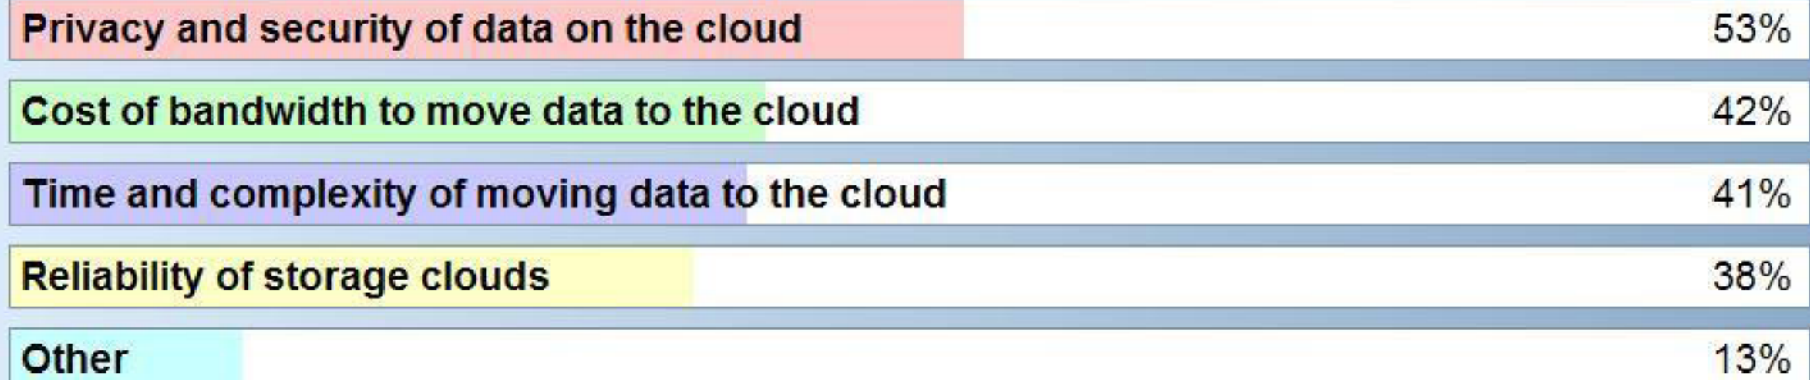 Privacy and security of data on the cloud 53%
Cost of bandwidth to move data to the cloud 42%
Time and complexity of moving data to the cloud 41%
Reliability of storage clouds 38%
Other 13%